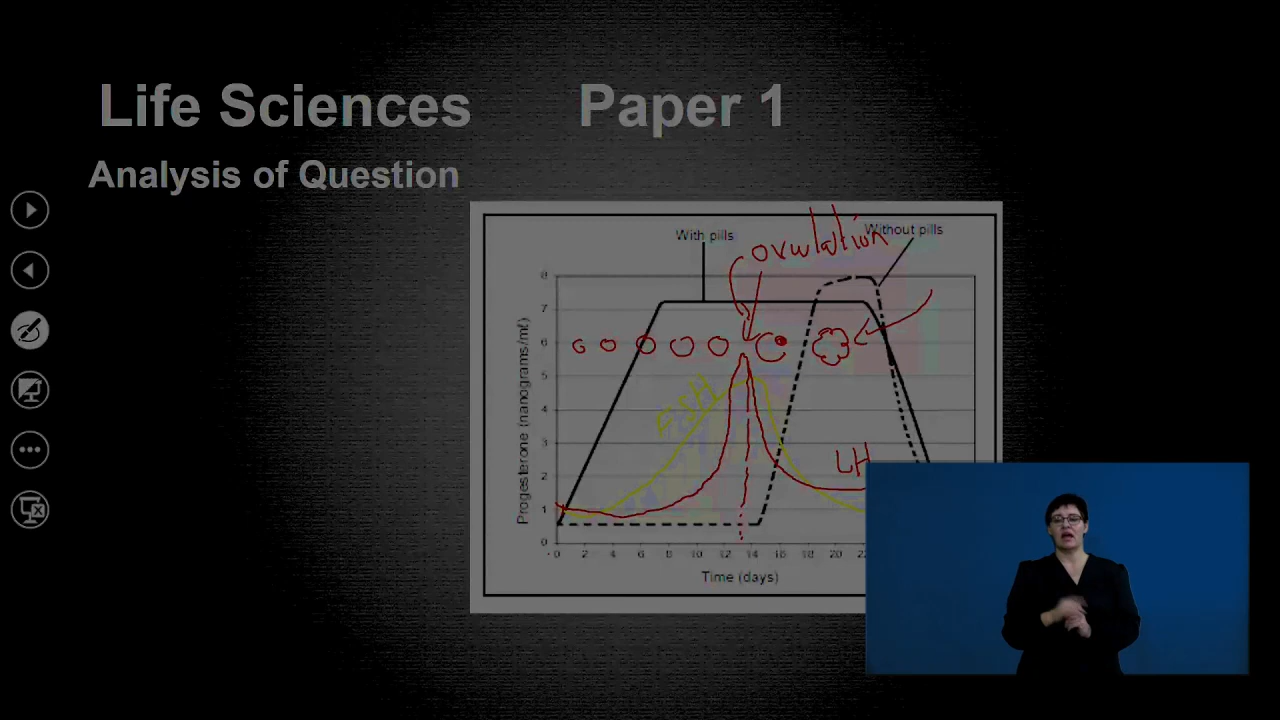 Life Sciences Paper 1
Analysis of Question
With pills
ovulation
Without pills
8
7
6
5
4
3
2
1
0
FSH
LH
Progesterone (nanograms/mℓ)
0 2 4 6 8 10 12 14 16 18 20
Time (days)